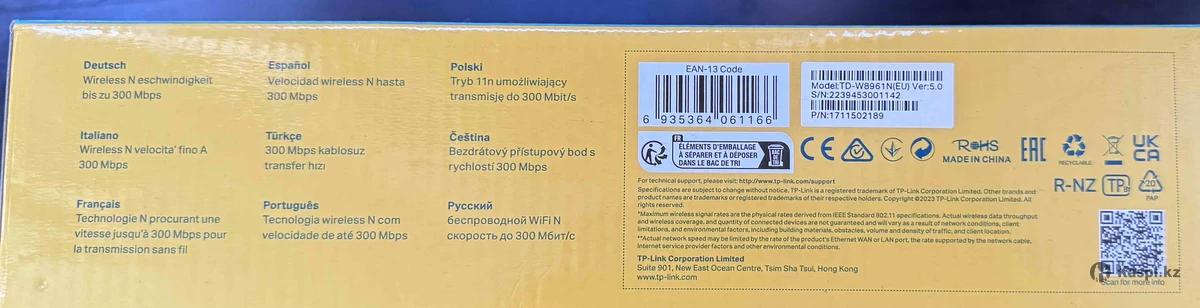 Deutsch
Wireless N eschwindigkeit
bis zu 300 Mbps
Español
Velocidad wireless N hasta
300 Mbps
Polski
Tryb 11n umożliwiający
transmisję do 300 Mbit/s
Italiano
Wireless N velocita' fino A
300 Mbps
Türkçe
300 Mbps kablosuz
transfer hızı
Čeština
Bezdrátový přístupový bod s
rychlostí 300 Mbps
Français
Technologie N procurant une
vitesse jusqu'à 300 Mbps pour
la transmission sans fil
Português
Tecnologia wireless N com
velocidade de até 300 Mbps
Русский
беспроводной WiFi N
скорость до 300 Мбит/с
EAN-13 Code
6 935364 061166
Model:TD-W8961N(EU) Ver:5.0
S/N:2239453001142
P/N:1711502189
FR
ÉLÉMENTS D'EMBALLAGE
À SÉPARER ET À DÉPOSER
DANS LE BAC DE TRI
CE
RoHS
MADE IN CHINA
EAC
RECYCLABLE
UK
CA
R-NZ
TP
20
PAP
For technical support, please visit: http://www.tp-link.com/support
Specifications are subject to change without notice. TP-Link is a registered trademark of TP-Link Corporation Limited. Other brands and
product names are trademarks or registered trademarks of their respective holders. Copyright ©2023 TP-Link Corporation Limited. All
rights reserved.
*Maximum wireless signal rates are the physical rates derived from IEEE Standard 802.11 specifications. Actual wireless data throughput
and wireless coverage, and quantity of connected devices are not guaranteed and will vary as a result of network conditions, client
limitations, and environmental factors, including building materials, obstacles, volume and density of traffic, and client location.
**Actual network speed may be limited by the rate of the product's Ethernet WAN or LAN port, the rate supported by the network cable,
Internet service provider factors and other environmental conditions.
TP-Link Corporation Limited
Suite 901, New East Ocean Centre, Tsim Sha Tsui, Hong Kong
www.tp-link.com
Scan for more info
Kdspi.kz